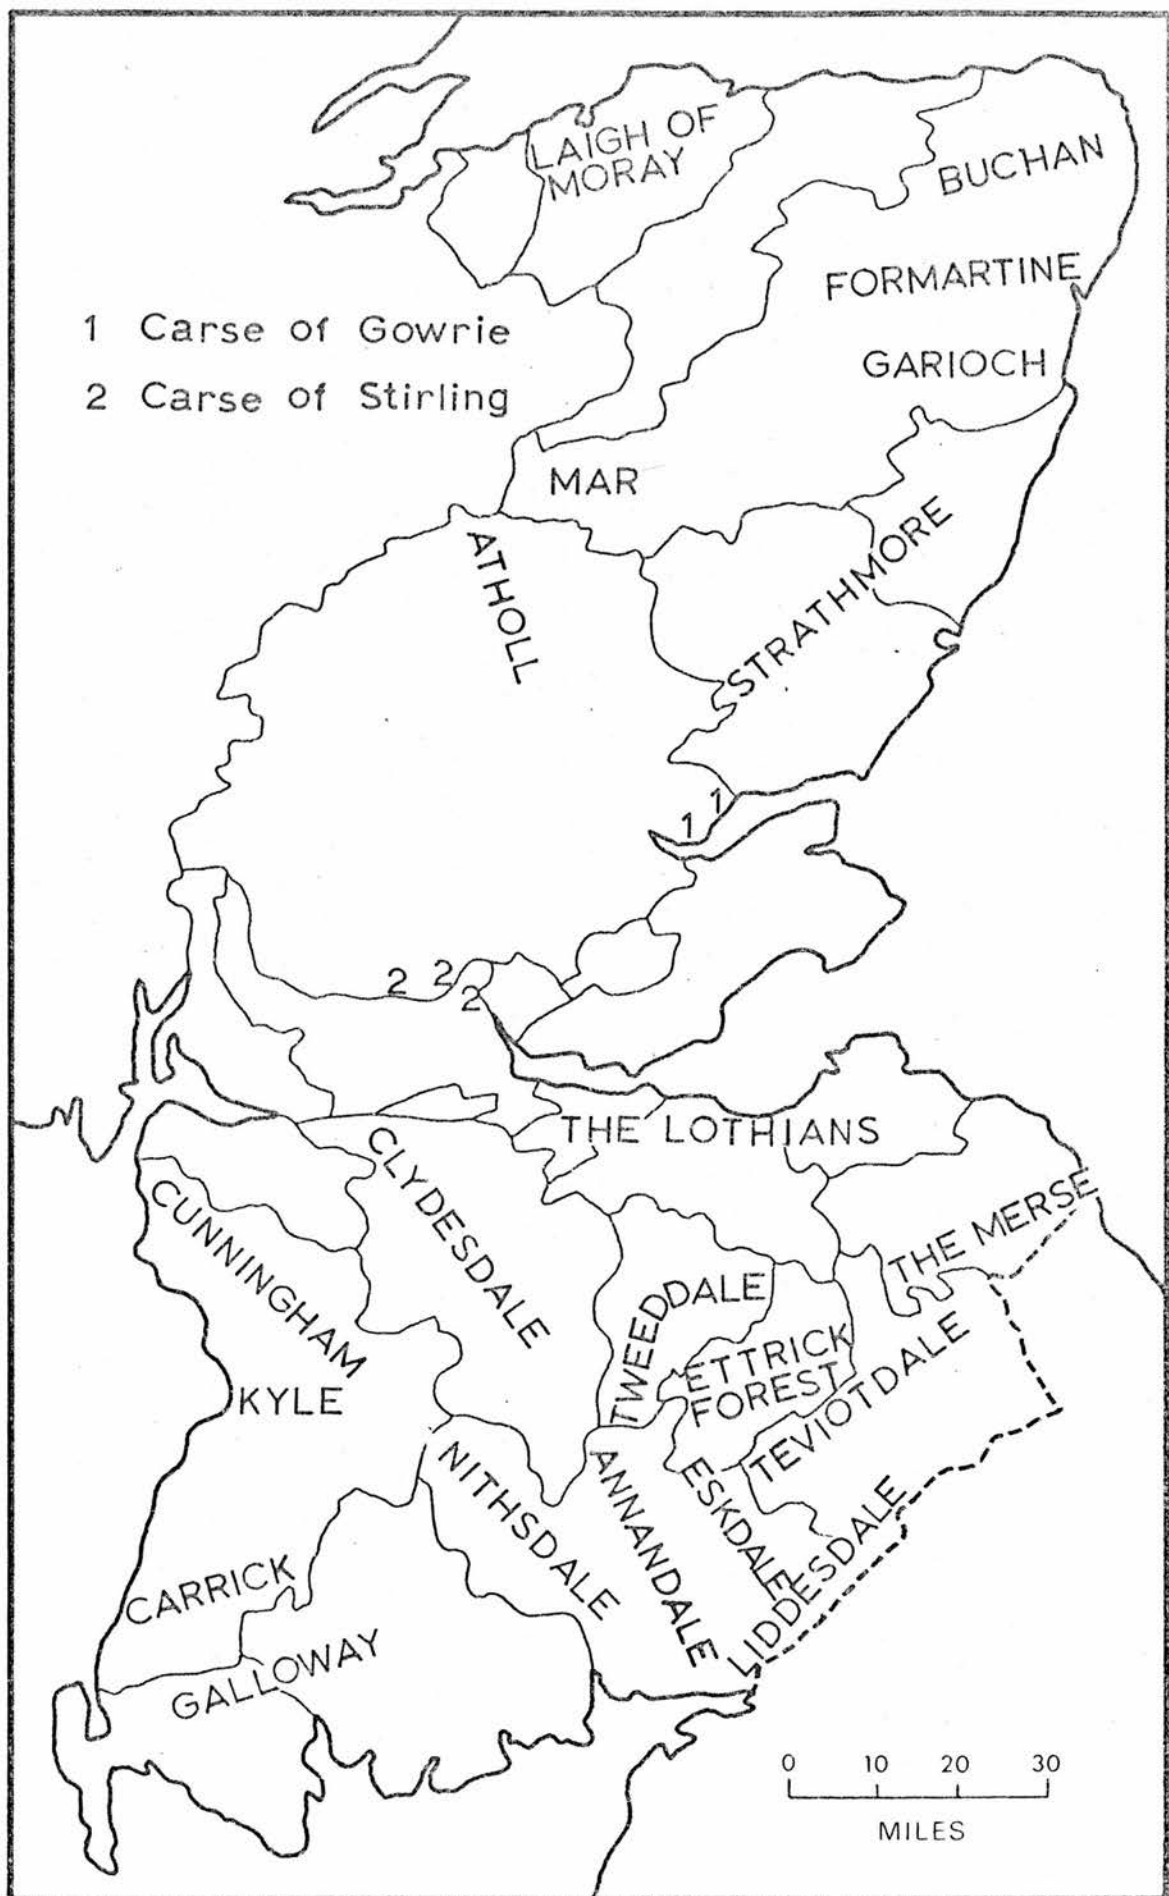 LAIGH OF
MORAY
BUCHAN
FORMARTINE
1 Carse of Gowrie
GARIOCH
2 Carse of Stirling
MAR
ATHOLL
STRATHMORE
1
1
2
2
2
THE LOTHIANS
CLYDESDALE
CUNNINGHAM
THE MERSE
TWEEDDALE
ETTRICK
FOREST
TEVIOTDALE
KYLE
NITHSDALE
ANNANDALE
ESKDALE
LIDDESDALE
CARRICK
GALLOWAY
0 10 20 30
MILES